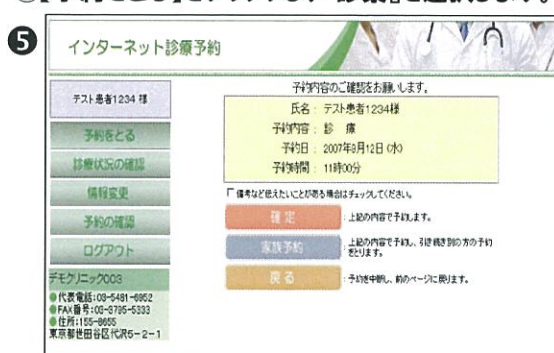 ❺
インターネット診療予約
テスト患者1234 様
予約をとる
診療状況の確認
情報変更
予約の確認
ログアウト
デモクリニック003
●代表電話:03-5481-6952
●FAX番号:03-3795-5333
●住所:155-8655
東京都世田谷区代沢5-2-1
予約内容のご確認をお願いします。
氏名: テスト患者1234様
予約内容: 診 療
予約日: 2007年9月12日(水)
予約時間: 11時00分
備考など伝えたいことがある場合はチェックしてください。
確 定 :上記の内容で予約します。
家族予約 :上記の内容で予約し、引き続き別の方の予約
をとります。
戻 る :予約を中断し、前のページに戻ります。